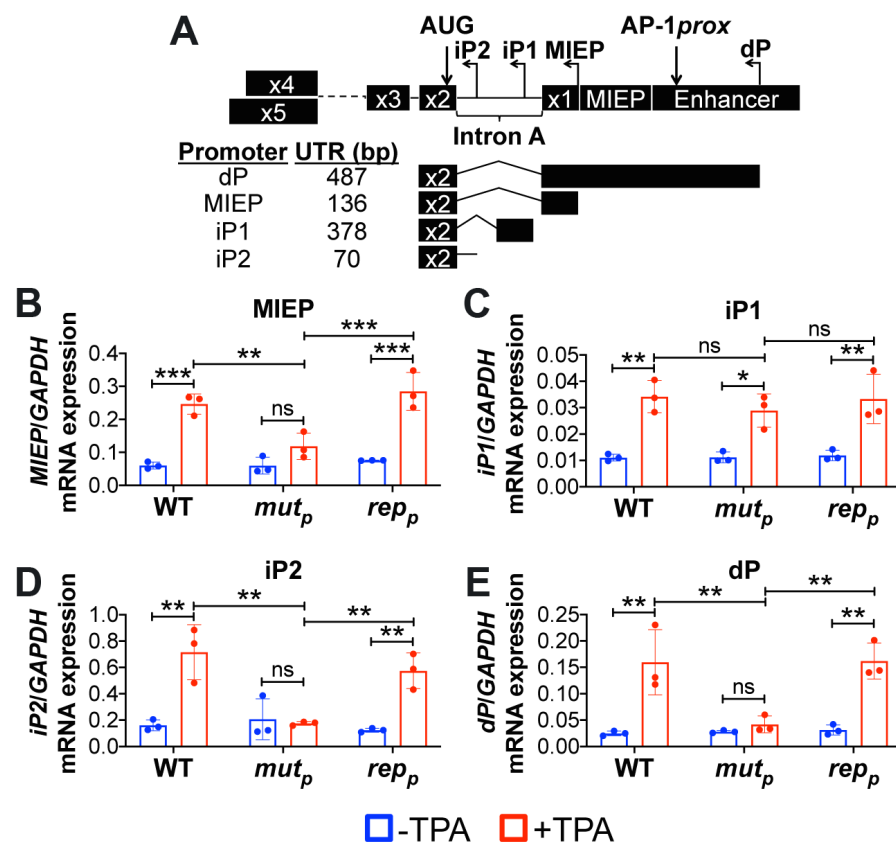 A
AUG
AP-1prox
iP2
iP1
MIEP
dP
x4
x5
x3
x2
x1
MIEP
Enhancer
Intron A
Promoter UTR (bp)
dP 487 x2
MIEP 136 x2
iP1 378 x2
iP2 70 x2
B
MIEP
MIEP/GAPDH
mRNA expression
0.4
0.3
0.2
0.1
0.0
***
**
ns
***
***
WT mutp repp
C
iP1
iP1/GAPDH
mRNA expression
0.05
0.04
0.03
0.02
0.01
0.00
**
ns
*
ns
**
WT mutp repp
D
iP2
iP2/GAPDH
mRNA expression
1.0
0.8
0.6
0.4
0.2
0.0
**
**
ns
**
**
WT mutp repp
E
dP
dP/GAPDH
mRNA expression
0.25
0.20
0.15
0.10
0.05
0.00
**
**
ns
**
**
WT mutp repp
-TPA +TPA